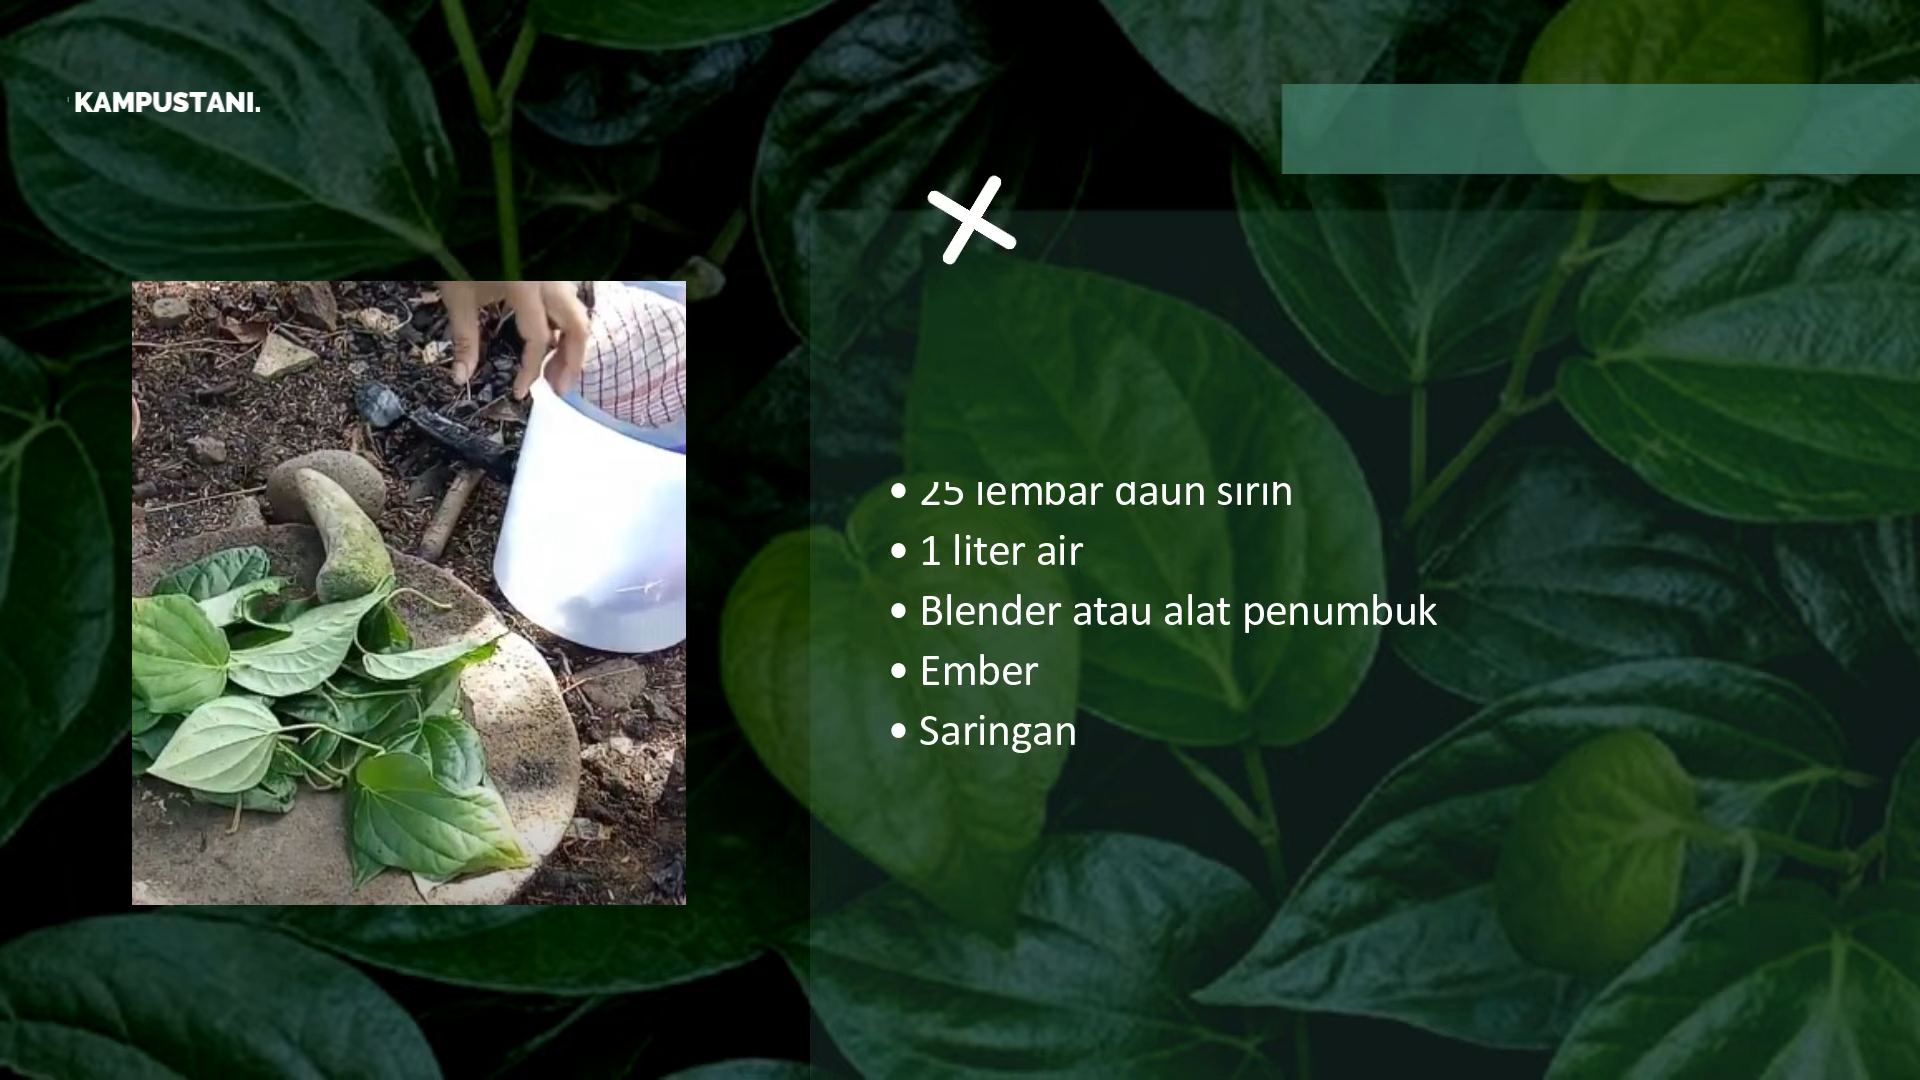 KAMPUSTANI.
• 25 lembar daun sirih
• 1 liter air
• Blender atau alat penumbuk
• Ember
• Saringan